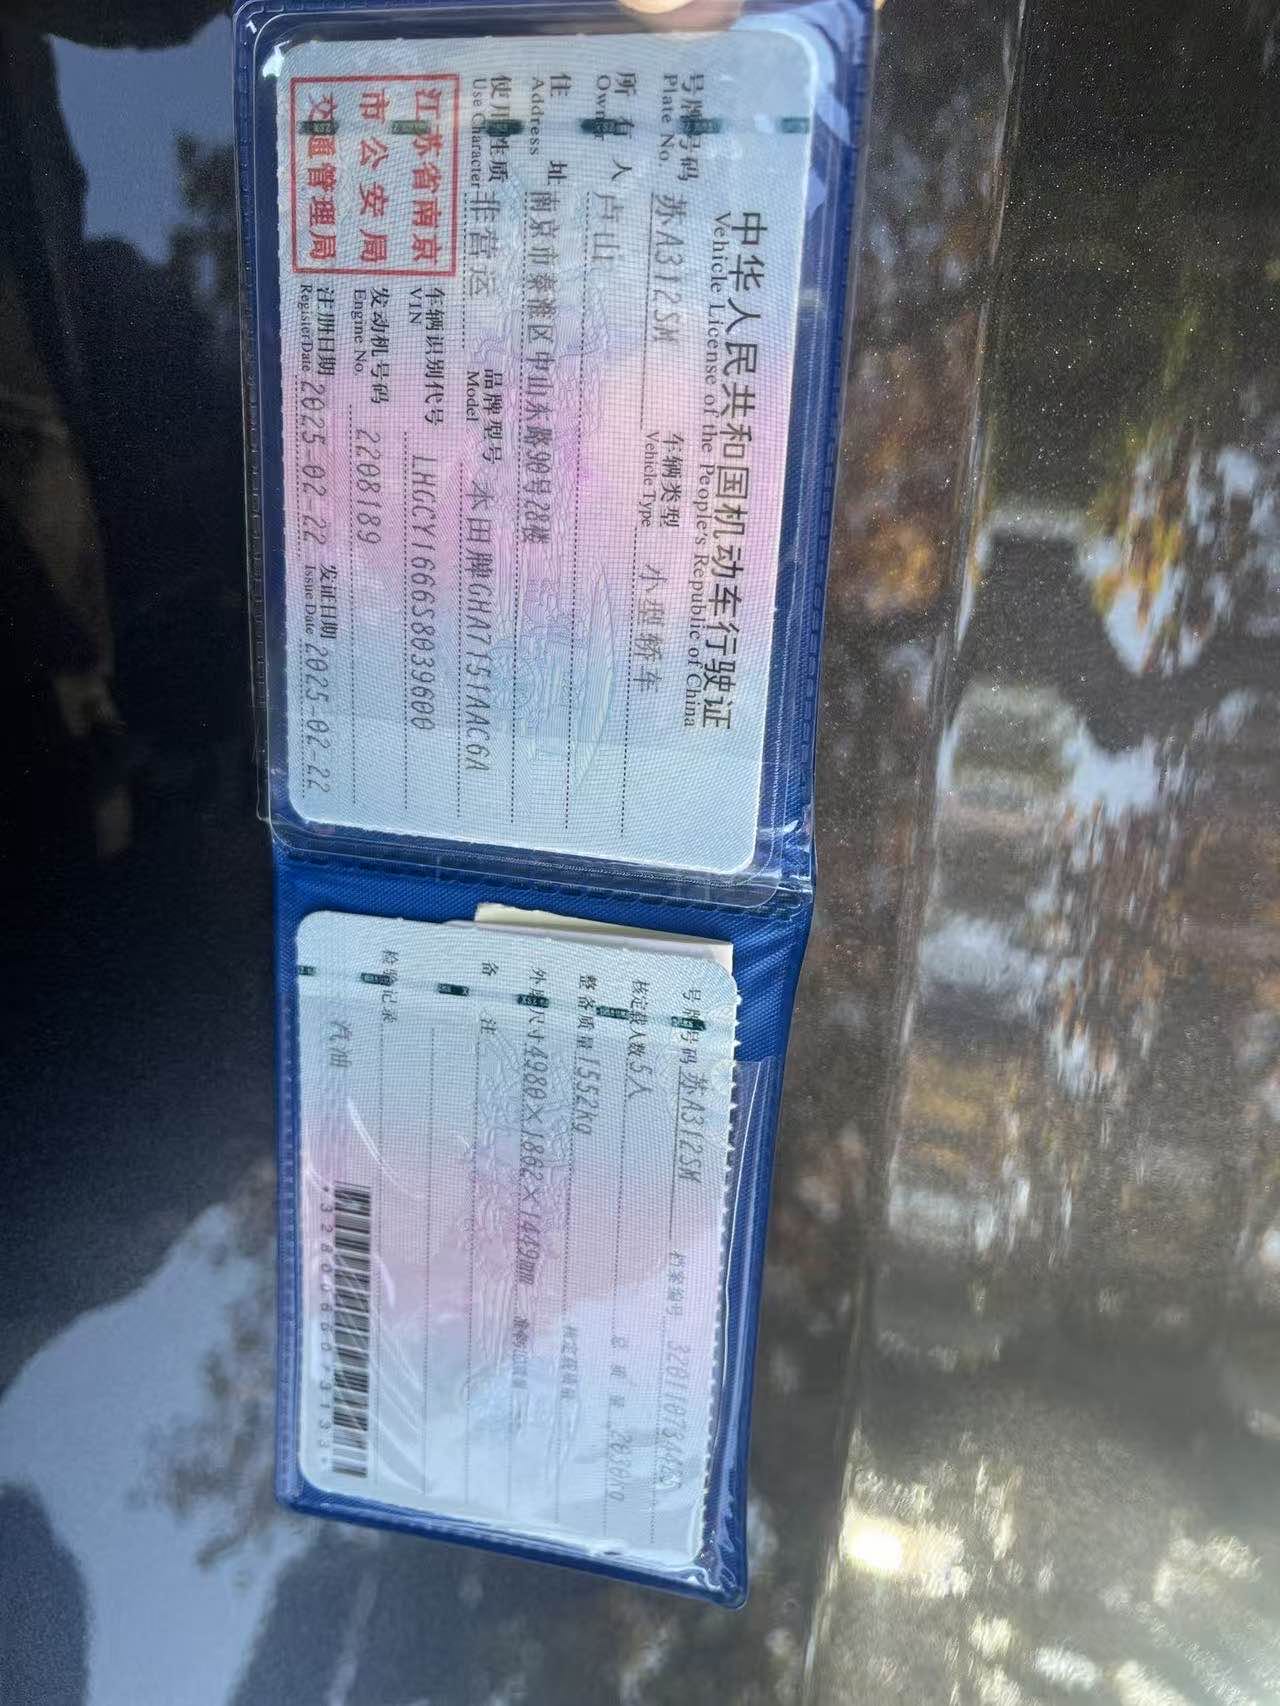 中华人民共和国机动车行驶证
Vehicle License of the People's Republic of China
号牌号码 苏A312SM 车辆类型 小型轿车
Plate No. Vehicle Type
所有人 卢山
Owner
住址 南京市秦淮区中山东路90号20楼
Address
使用性质 非营运 品牌型号 本田牌GHA7151AAC6A
Use Character Model
江苏省南京
市公安局
交通管理局
车辆识别代号 LHGCY1666S8039600
VIN
发动机号码 2208189
Engine No.
注册日期 2025-02-22 发证日期 2025-02-22
Register Date Issue Date
号牌号码 苏A312SM 档案编号
核定载人数 5人 总质量
整备质量 1552kg 核定载质量
外廓尺寸 4980×1862×1449mm
备注
检验记录
汽油